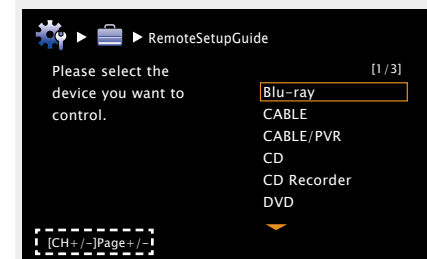 RemoteSetupGuide
Please select the
device you want to
control.
[1/3]
Blu-ray
CABLE
CABLE/PVR
CD
CD Recorder
DVD
[CH+/-]Page+/-